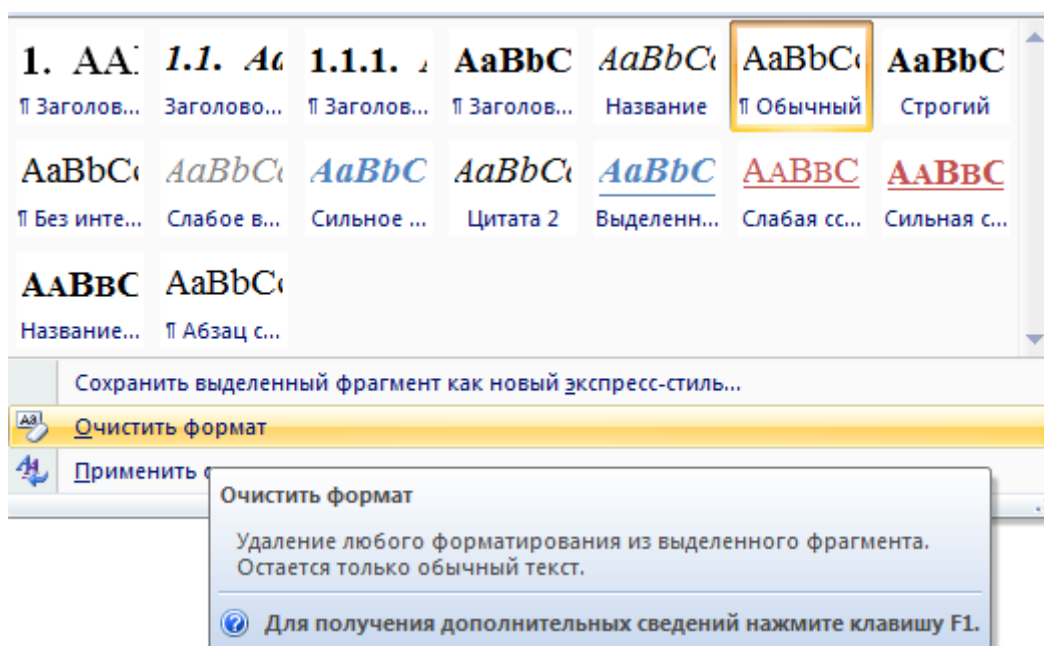 1. AA 1.1. Aa 1.1.1. AaBbC AaBbCc AaBbCc AaBbC
¶ Заголов... Заголово... ¶ Заголов... ¶ Заголов... Название ¶ Обычный Строгий
AaBbCc AaBbCc AaBbC AaBbCc AaBbC AABBC AABBC
¶ Без инте... Слабое в... Сильное ... Цитата 2 Выделенн... Слабая сс... Сильная с...
AABBC AaBbCc
Название... ¶ Абзац с...
Сохранить выделенный фрагмент как новый экспресс-стиль...
Очистить формат
Применить с
Очистить формат
Удаление любого форматирования из выделенного фрагмента.
Остается только обычный текст.
Для получения дополнительных сведений нажмите клавишу F1.